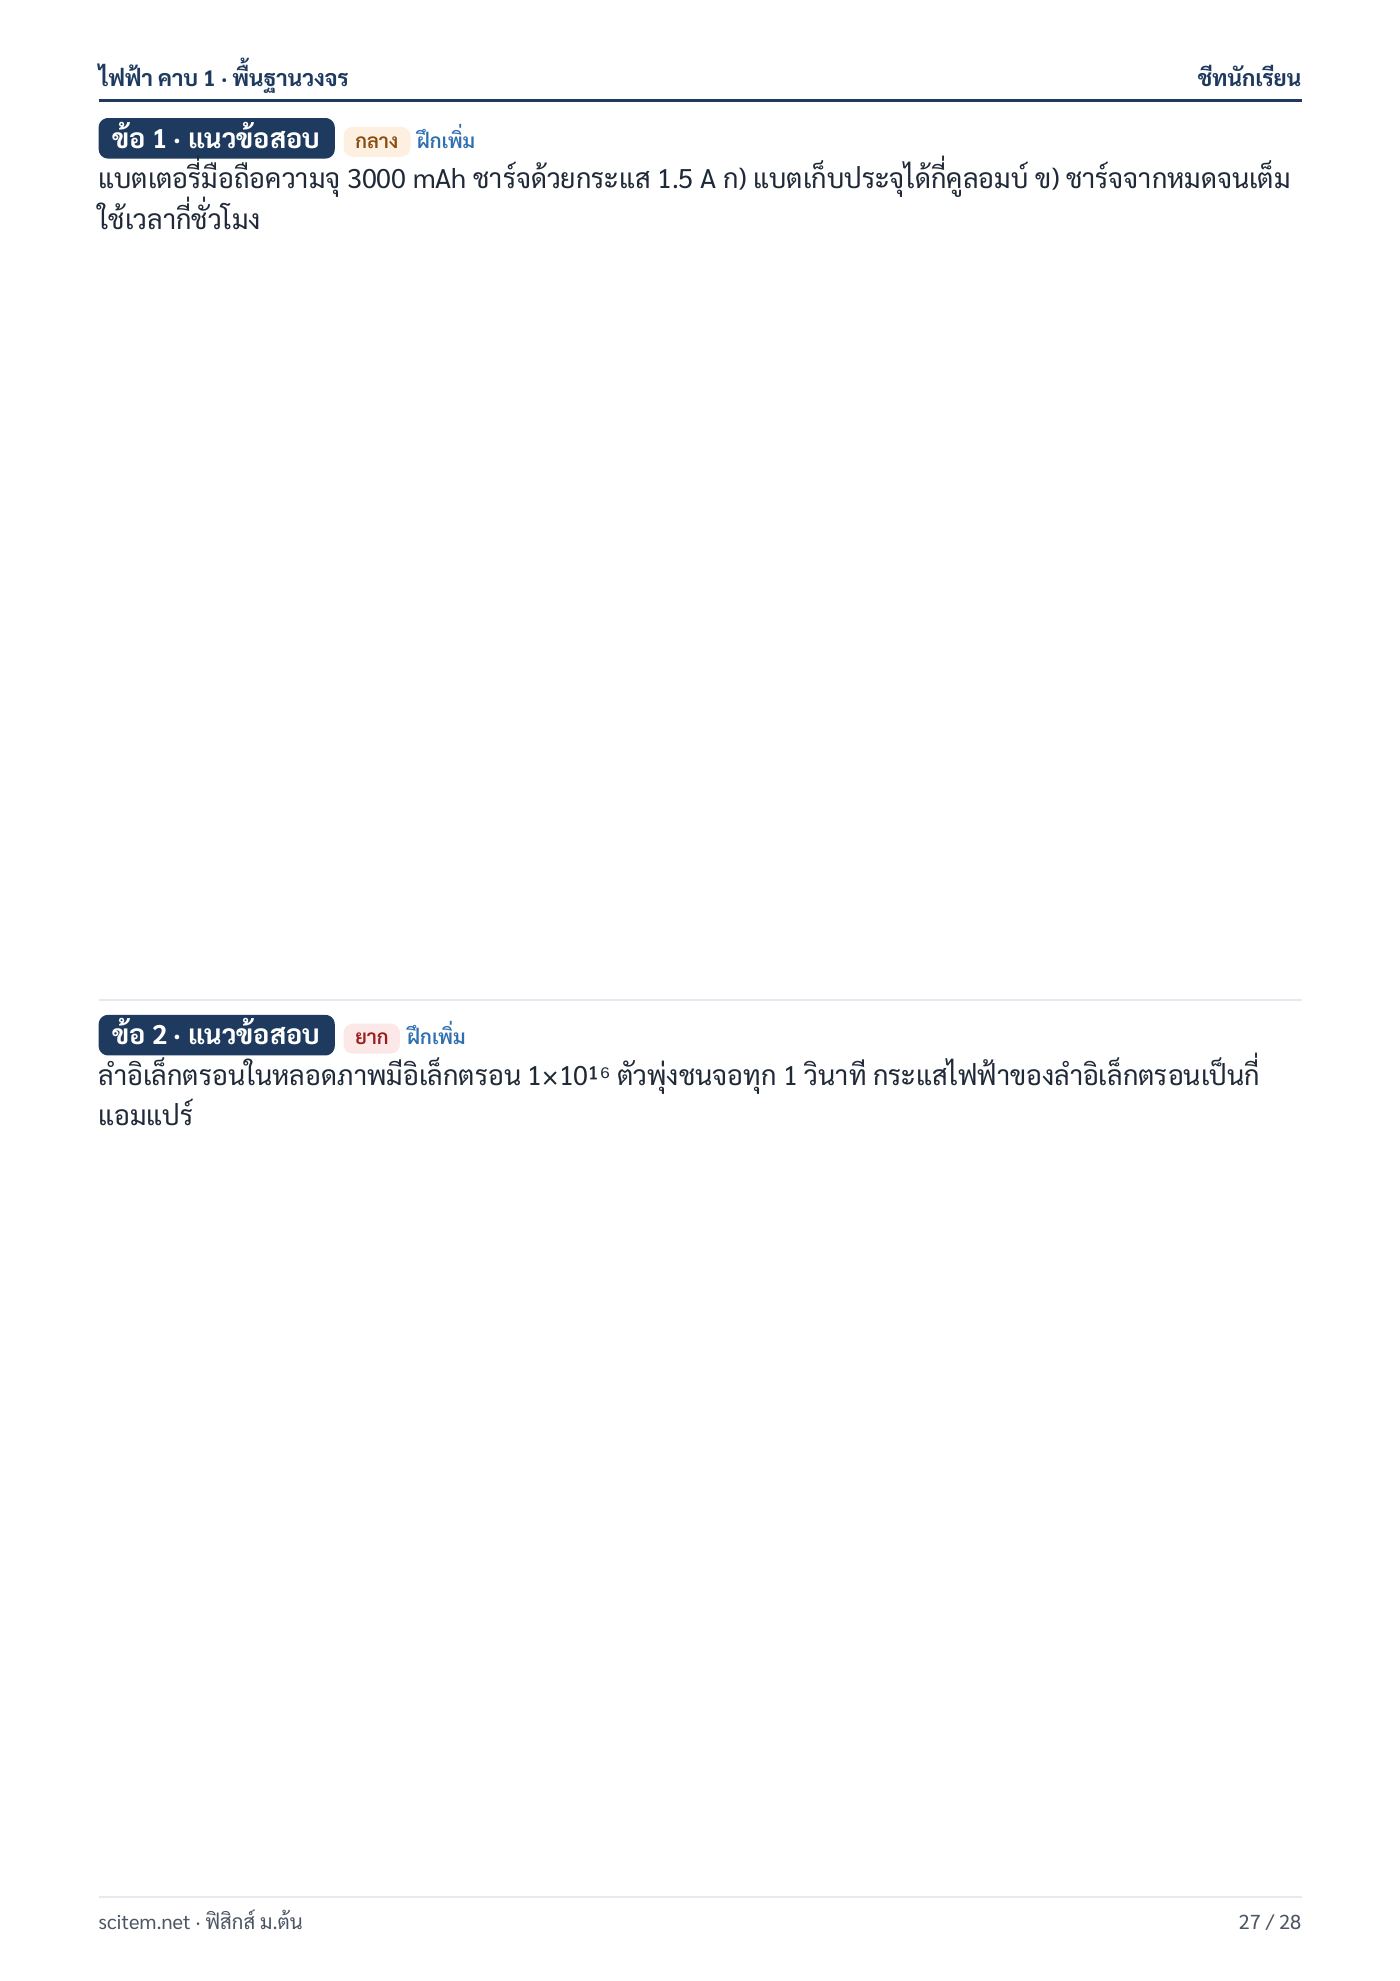 ไฟฟ้า คาบ 1 · พื้นฐานวงจร
ชีทนักเรียน
ข้อ 1 · แนวข้อสอบ กลาง ฝึกเพิ่ม
แบตเตอรี่มือถือความจุ 3000 mAh ชาร์จด้วยกระแส 1.5 A ก) แบตเก็บประจุได้กี่คูลอมบ์ ข) ชาร์จจากหมดจนเต็ม
ใช้เวลากี่ชั่วโมง
ข้อ 2 · แนวข้อสอบ ยาก ฝึกเพิ่ม
ลำอิเล็กตรอนในหลอดภาพมีอิเล็กตรอน 1×10¹⁶ ตัวพุ่งชนจอทุก 1 วินาที กระแสไฟฟ้าของลำอิเล็กตรอนเป็นกี่
แอมแปร์
scitem.net · ฟิสิกส์ ม.ต้น
27 / 28